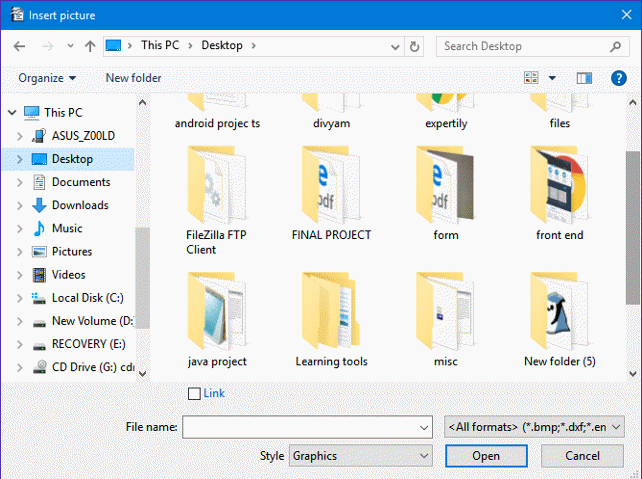 Insert picture
This PC > Desktop >
Search Desktop
Organize
New folder
This PC
ASUS_Z00LD
Desktop
Documents
Downloads
Music
Pictures
Videos
Local Disk (C:)
New Volume (D:
RECOVERY (E:)
CD Drive (G:) cdr
android projec ts
divyam
expertily
files
FileZilla FTP
Client
FINAL PROJECT
form
front end
java project
Learning tools
misc
New folder (5)
Link
File name:
<All formats> (*.bmp;*.dxf;*.en
Style
Graphics
Open
Cancel